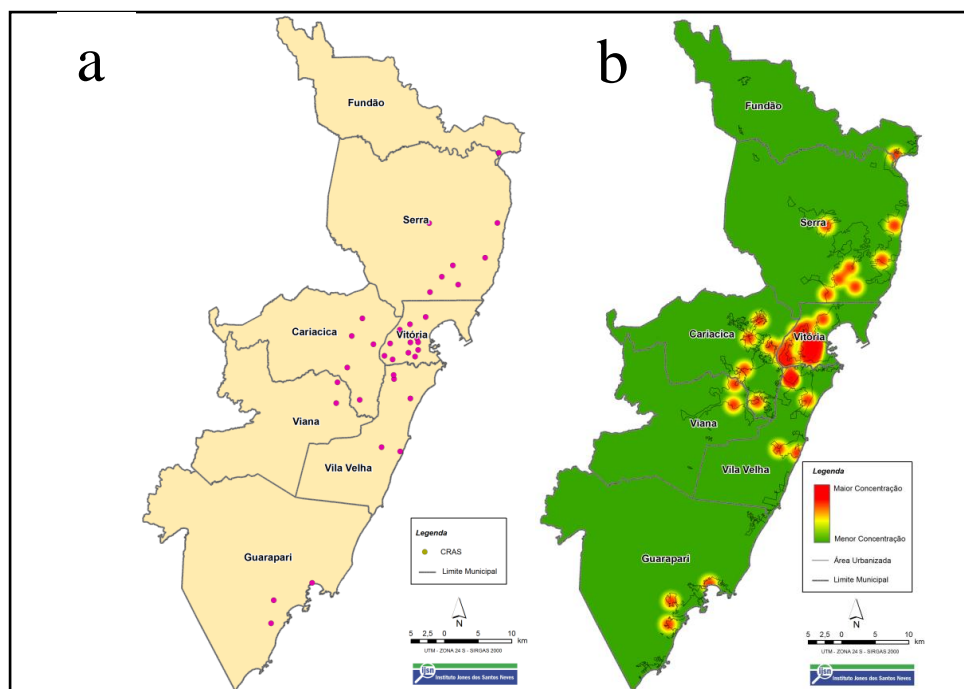 a
Fundão
Serra
Cariacica
Vitória
Viana
Vila Velha
Guarapari
Legenda
CRAS
Limite Municipal
N
5 2,5 0 5 10
km
UTM - ZONA 24 S - SIRGAS 2000
ijsn
Instituto Jones dos Santos Neves
b
Fundão
Serra
Cariacica
Vitória
Viana
Vila Velha
Guarapari
Legenda
Maior Concentração
Menor Concentração
Área Urbanizada
Limite Municipal
N
5 2,5 0 5 10
km
UTM - ZONA 24 S - SIRGAS 2000
ijsn
Instituto Jones dos Santos Neves